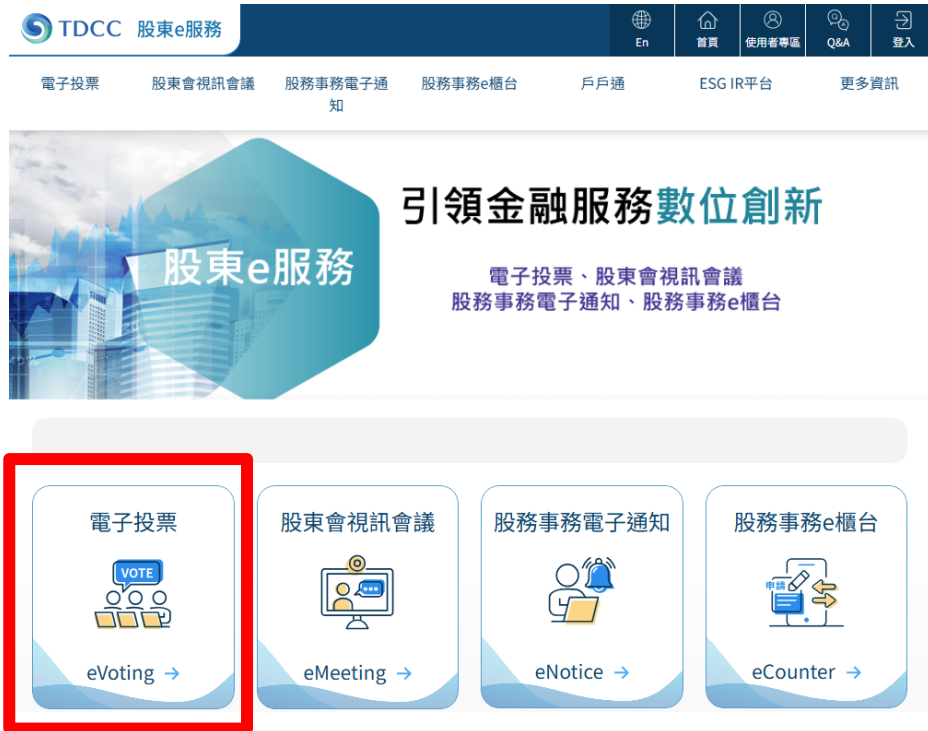 TDCC 股東e服務
En
首頁
使用者專區
Q&A
登入
電子投票
股東會視訊會議
股務事務電子通
知
股務事務e櫃台
戶戶通
ESG IR平台
更多資訊
股東e服務
引領金融服務數位創新
電子投票、股東會視訊會議
股務事務電子通知、股務事務e櫃台
電子投票
VOTE
eVoting →
股東會視訊會議
eMeeting →
股務事務電子通知
eNotice →
股務事務e櫃台
申請
eCounter →